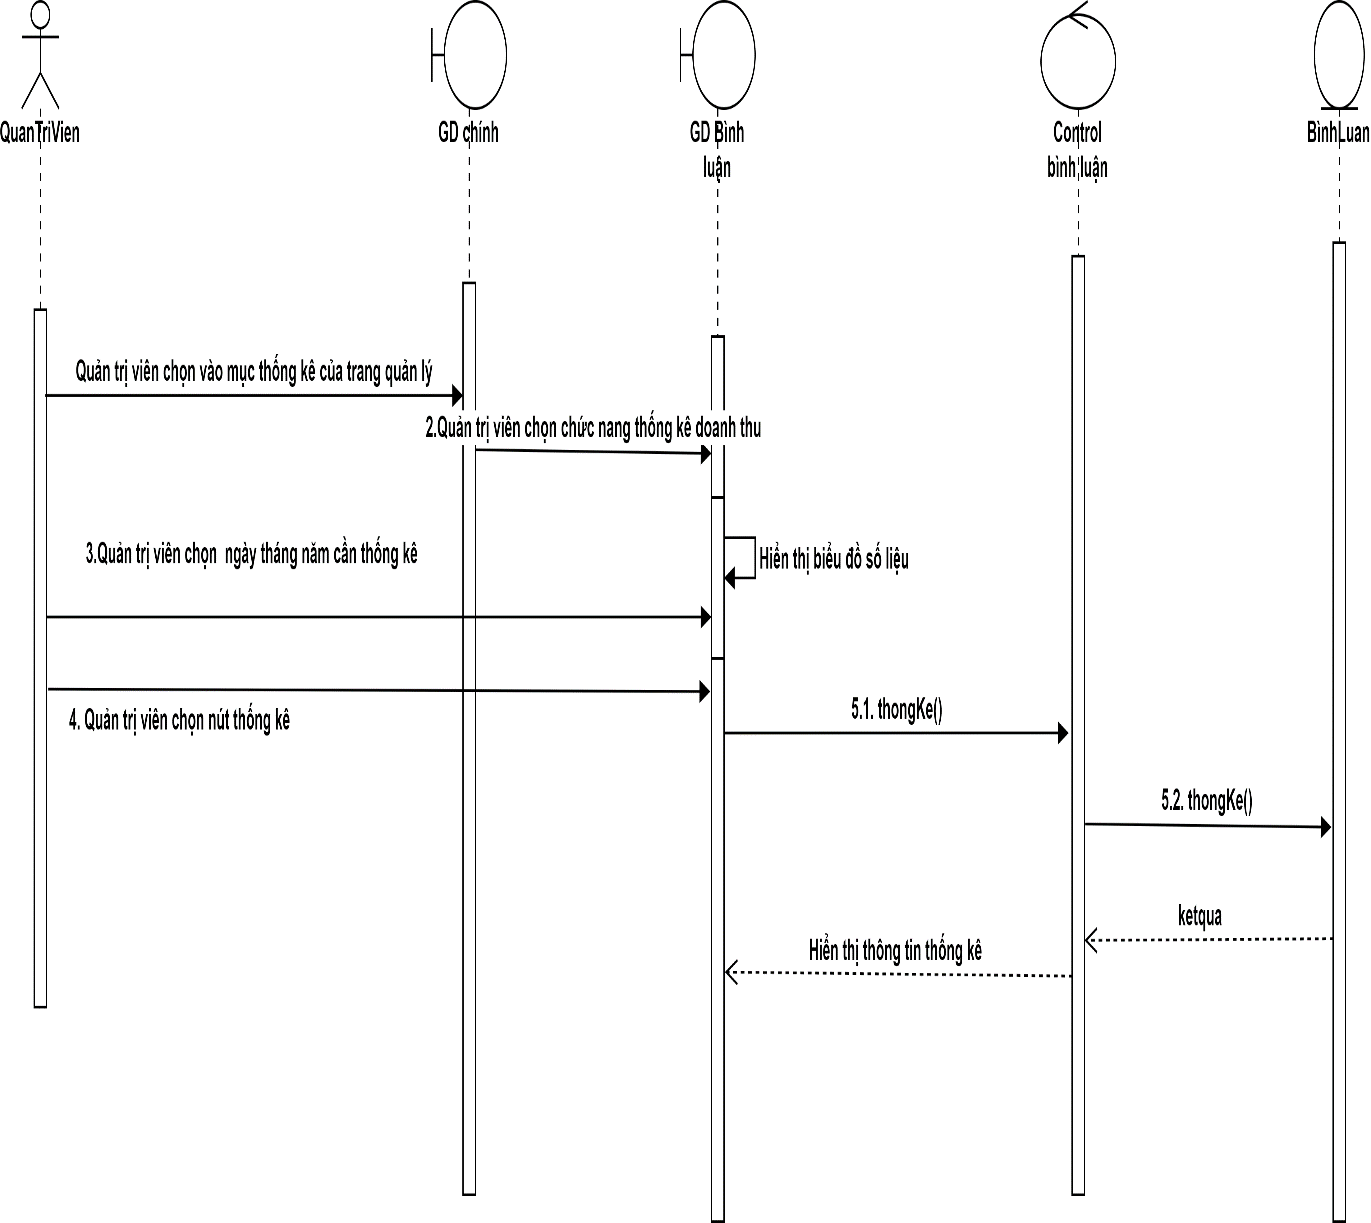 QuanTriVien
GD chính
GD Bình
luận
Control
bình luận
BìnhLuan
Quản trị viên chọn vào mục thống kê của trang quản lý
2.Quản trị viên chọn chức nang thống kê doanh thu
3.Quản trị viên chọn  ngày tháng năm cần thống kê
Hiển thị biểu đồ số liệu
4. Quản trị viên chọn nút thống kê
5.1. thongKe()
5.2. thongKe()
ketqua
Hiển thị thông tin thống kê